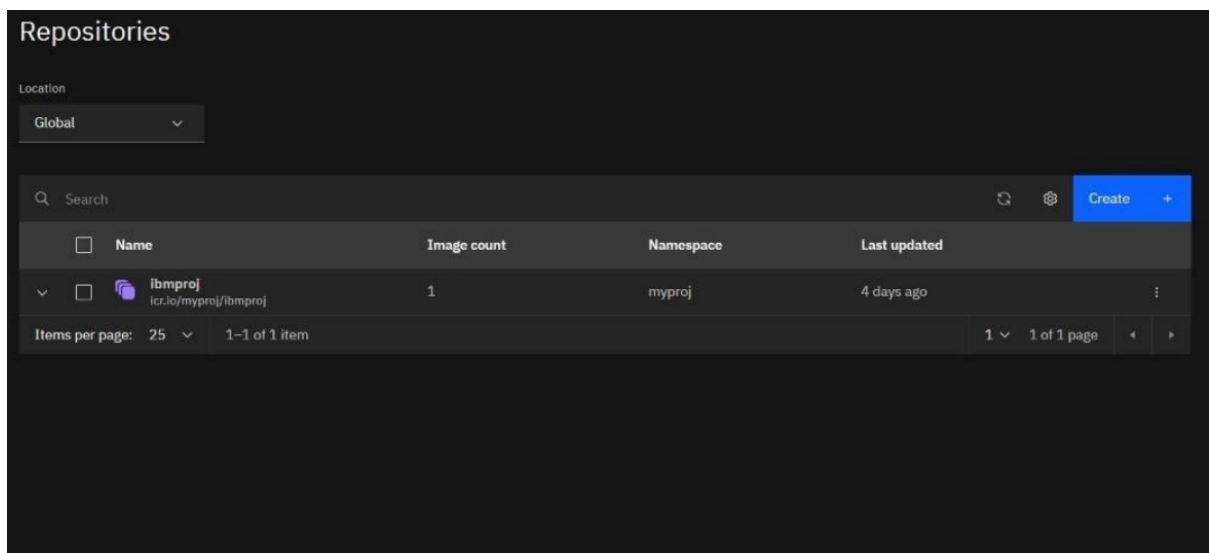 Repositories
Location
Global
Search
Create +
Name Image count Namespace Last updated
ibmproj 1 myproj 4 days ago
icr.io/myproj/ibmproj
Items per page: 25 1–1 of 1 item 1 1 of 1 page